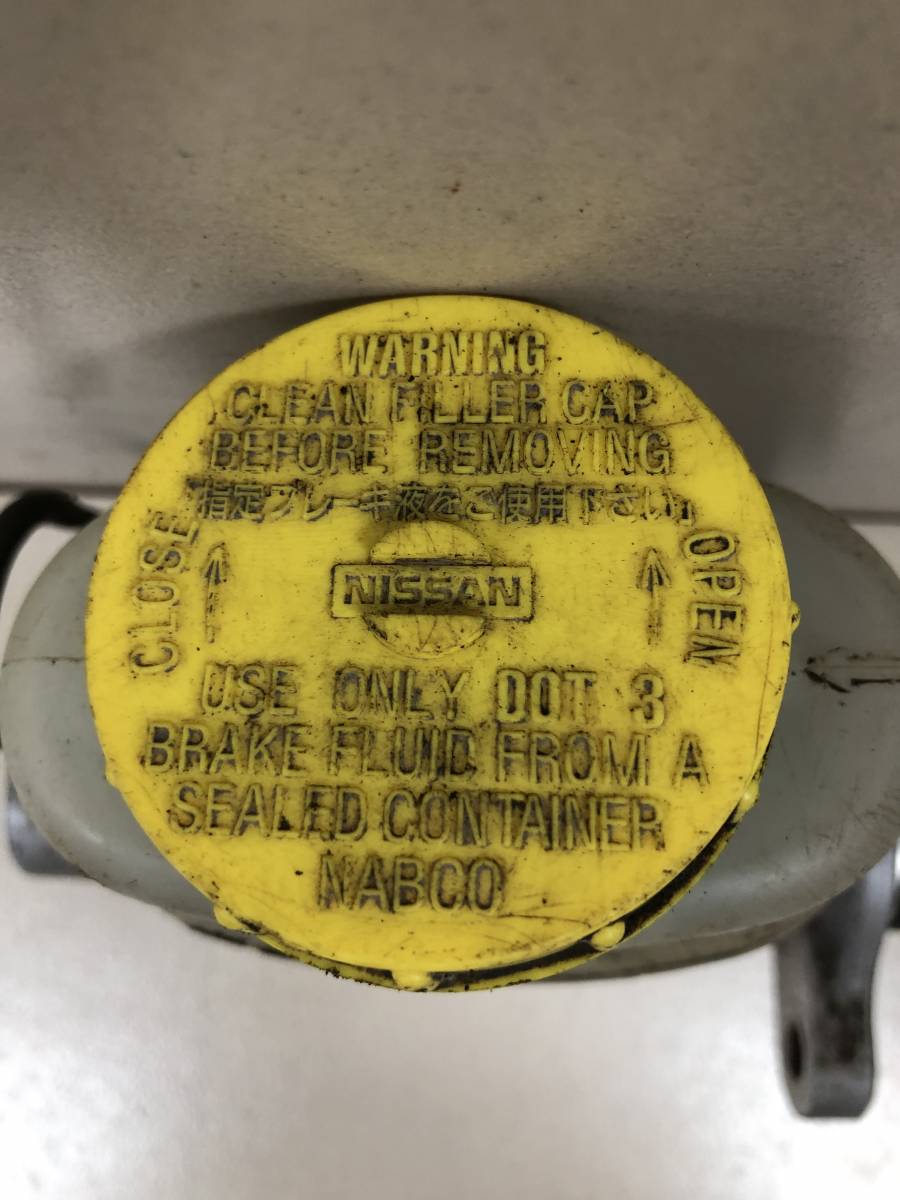 WARNING
CLEAN FILLER CAP
BEFORE REMOVING
指定ブレーキ液をご使用下さい
CLOSE
NISSAN
OPEN
USE ONLY DOT 3
BRAKE FLUID FROM A
SEALED CONTAINER
NABCO